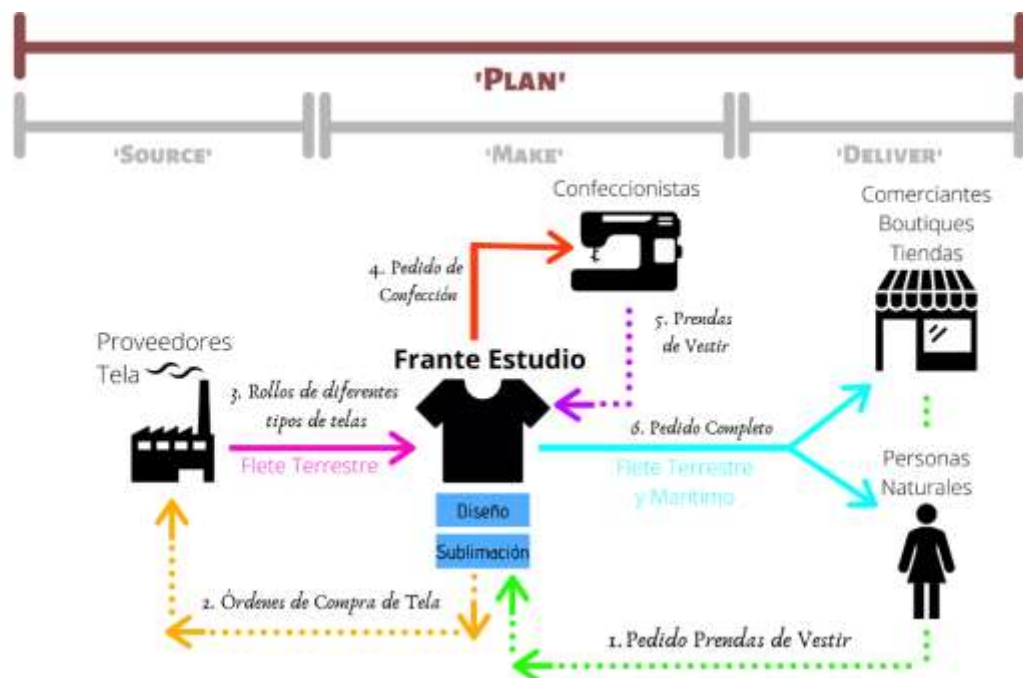 'PLAN'
'SOURCE'
'MAKE'
'DELIVER'
Confeccionistas
Comerciantes
Boutiques
Tiendas
4. Pedido de
Confección
5. Prendas
de Vestir
Proveedores
Tela
Frante Estudio
3. Rollos de diferentes
tipos de telas
Flete Terrestre
6. Pedido Completo
Flete Terrestre
y Marítimo
Personas
Naturales
Diseño
Sublimación
2. Órdenes de Compra de Tela
1. Pedido Prendas de Vestir